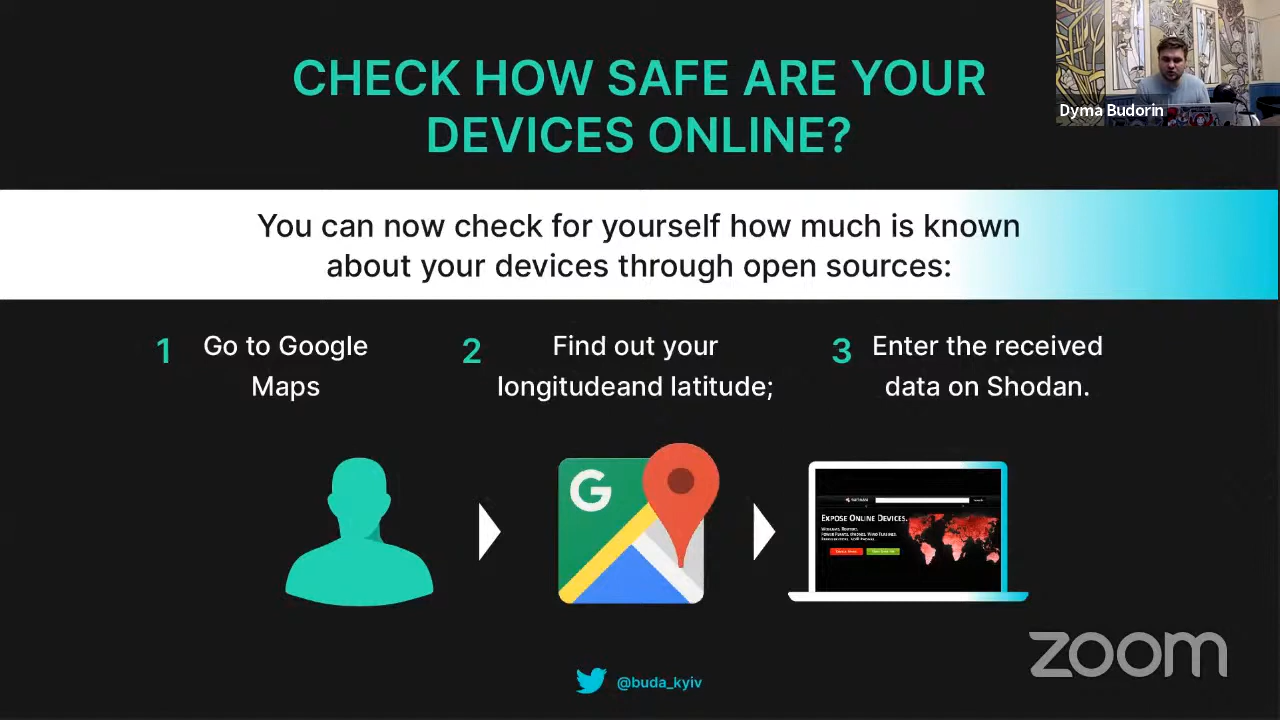 CHECK HOW SAFE ARE YOUR
DEVICES ONLINE?
Dyma Budorin
You can now check for yourself how much is known
about your devices through open sources:
1 Go to Google
Maps
2 Find out your
longitudeand latitude;
3 Enter the received
data on Shodan.
G
EXPOSE ONLINE DEVICES.
zoom
@buda_kyiv